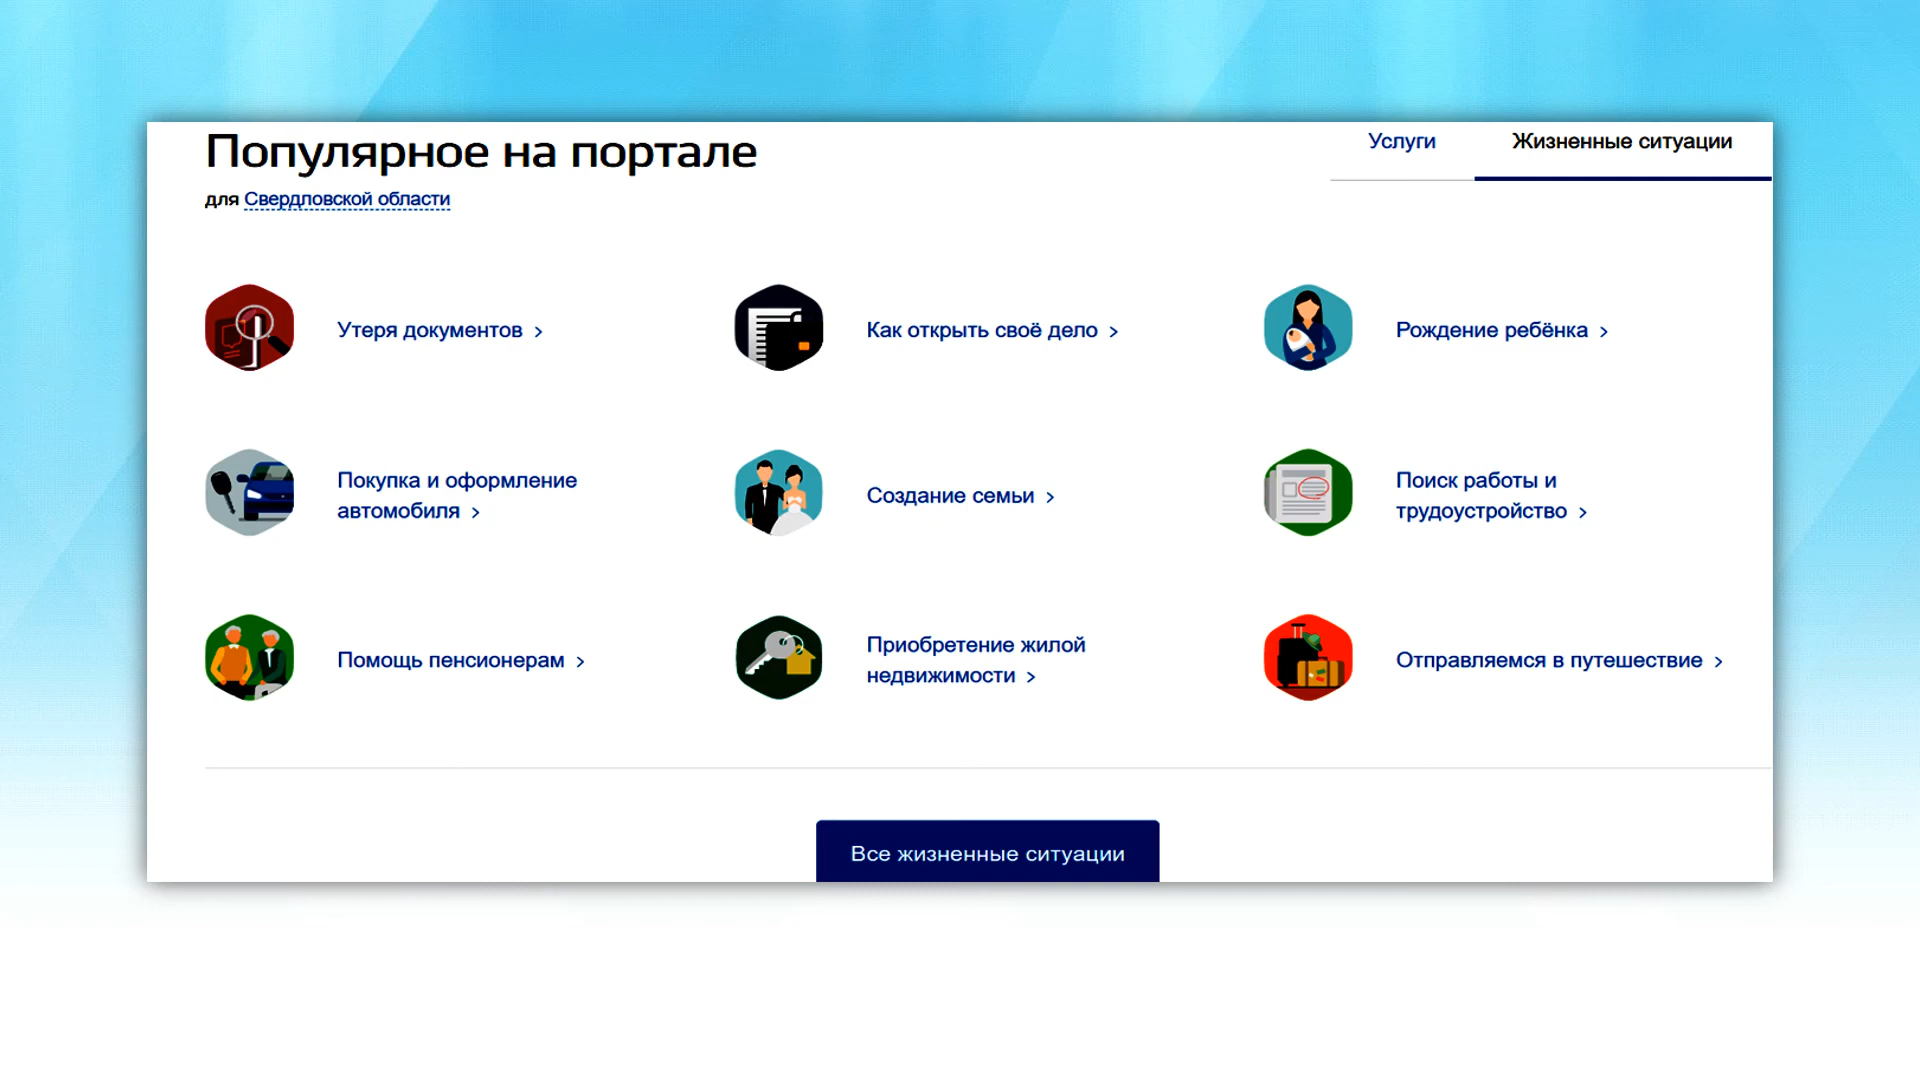 Популярное на портале
Услуги
Жизненные ситуации
для Свердловской области
Утеря документов >
Как открыть своё дело >
Рождение ребёнка >
Покупка и оформление
автомобиля >
Создание семьи >
Поиск работы и
трудоустройство >
Помощь пенсионерам >
Приобретение жилой
недвижимости >
Отправляемся в путешествие >
Все жизненные ситуации